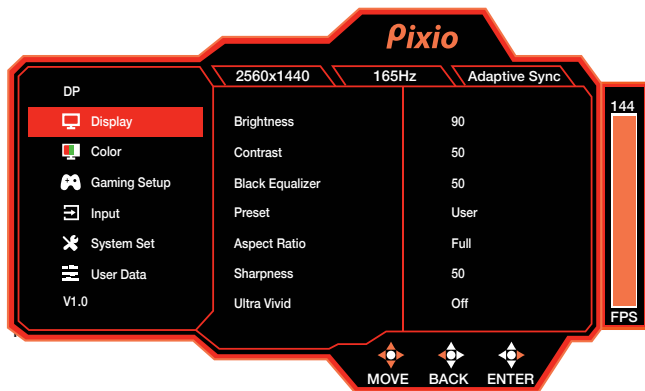 Pixio
2560x1440 165Hz Adaptive Sync
DP
144
Display Brightness 90
Color Contrast 50
Gaming Setup Black Equalizer 50
Input Preset User
System Set Aspect Ratio Full
User Data Sharpness 50
V1.0 Ultra Vivid Off
FPS
MOVE BACK ENTER